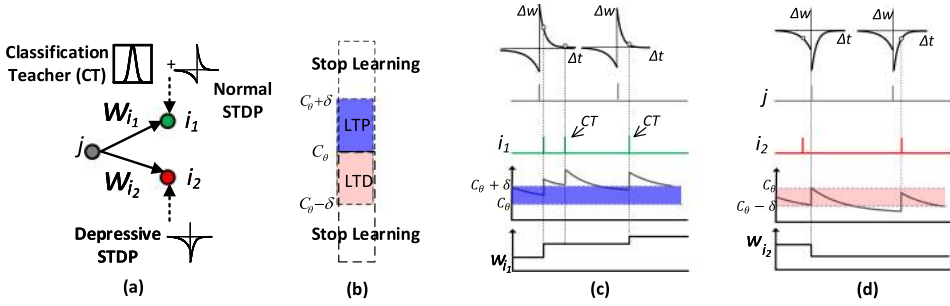 Classification
Teacher (CT)
+
Normal
STDP
W_{i_1}
i_1
j
W_{i_2}
i_2
Depressive
STDP
(a)
Stop Learning
C_θ+δ
LTP
C_θ
LTD
C_θ−δ
Stop Learning
(b)
Δw
Δt
Δt
j
CT
CT
i_1
C_θ + δ
C_θ
W_{i_1}
(c)
Δw
Δw
Δt
Δt
i_2
C_θ
C_θ − δ
W_{i_2}
(d)